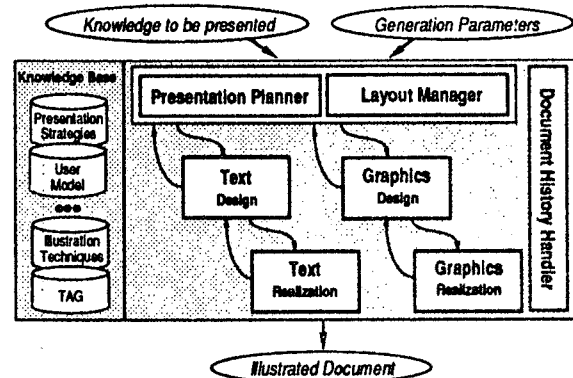 Knowledge to be presented
Generation Parameters
Knowledge Base
Presentation
Strategies
User
Model
Illustration
Techniques
TAG
Presentation Planner
Layout Manager
Text
Design
Graphics
Design
Text
Realization
Graphics
Realization
Document History Handler
Illustrated Document